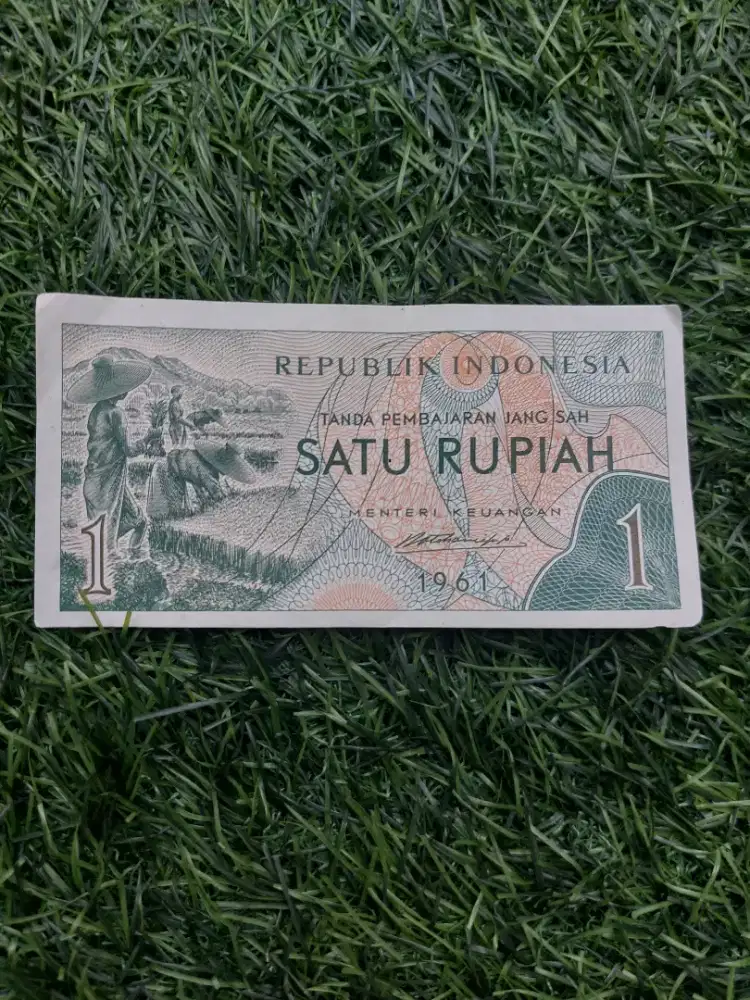 REPUBLIK INDONESIA
TANDA PEMBAJARAN JANG SAH
SATU RUPIAH
MENTERI KEUANGAN
1961
1
1